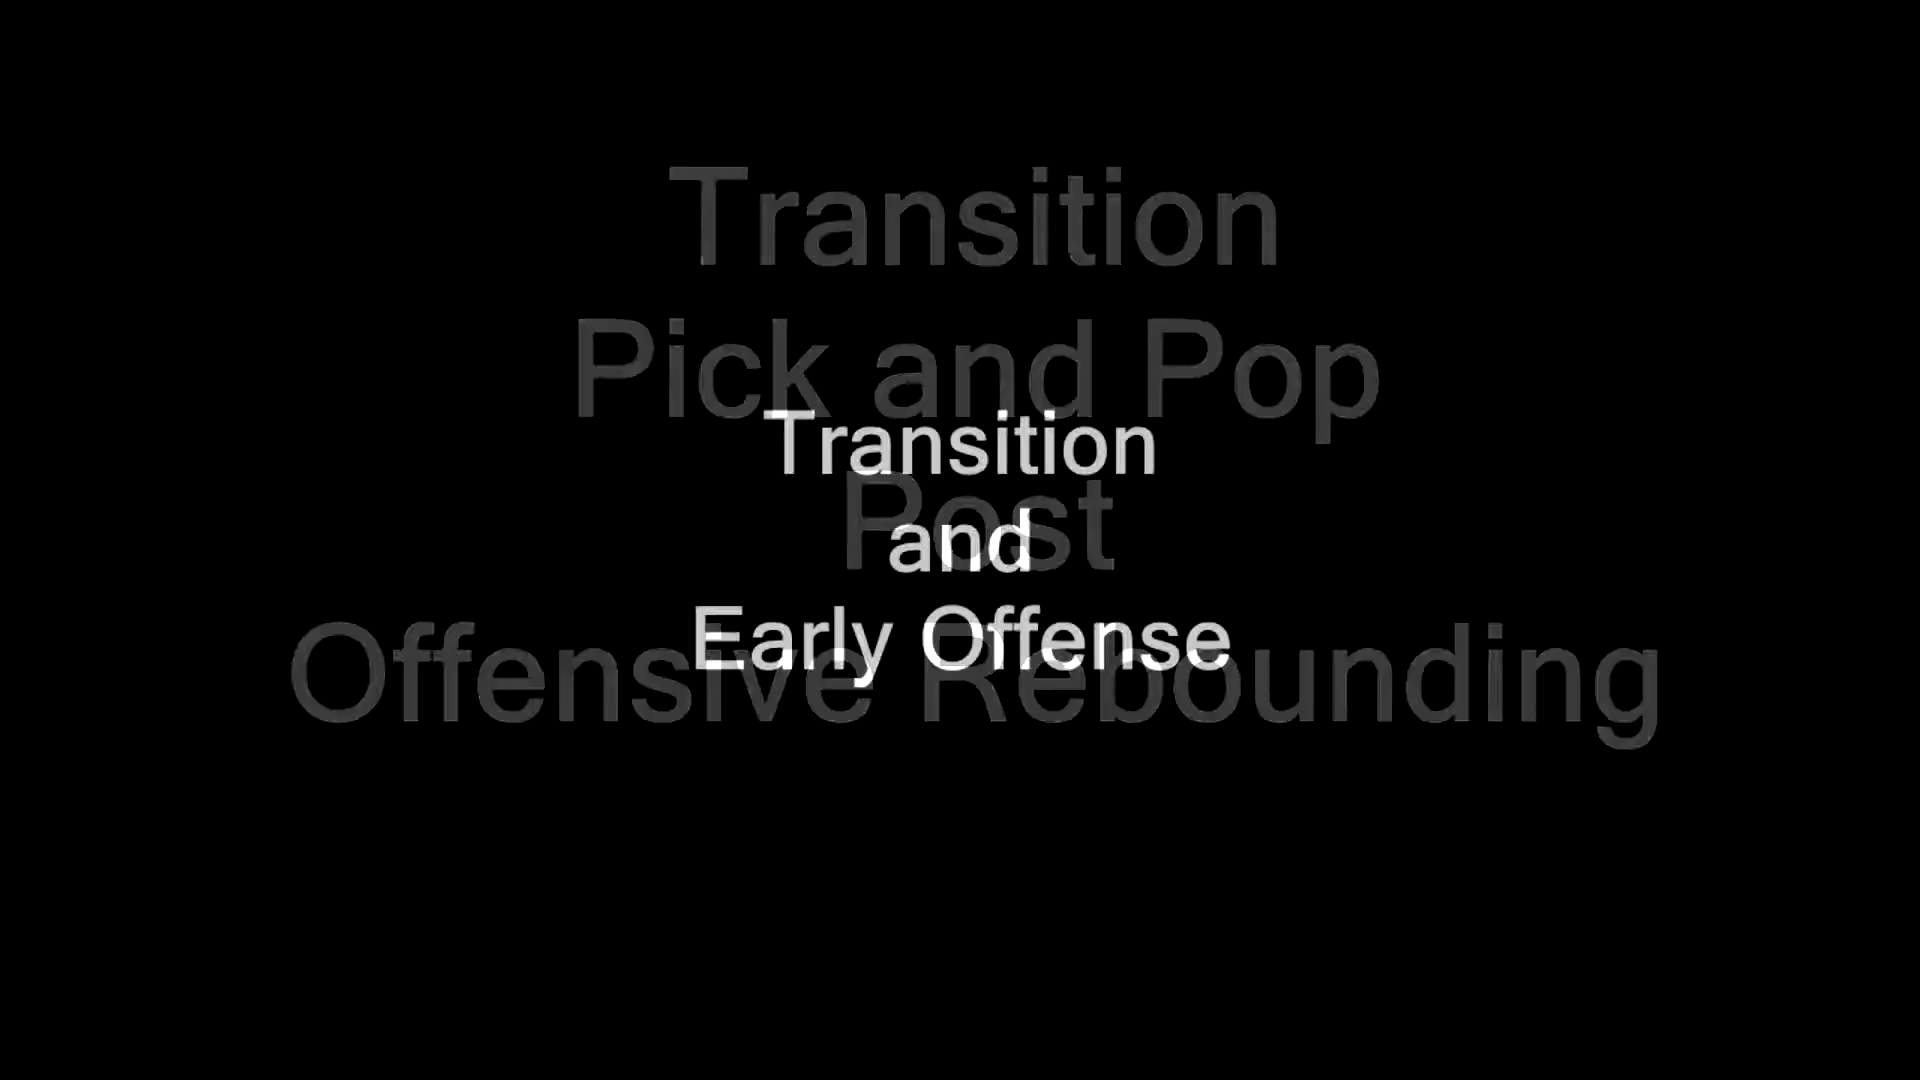 Transition
Pick and Pop
Transition
Post
and
Early Offense
Offensive Rebounding